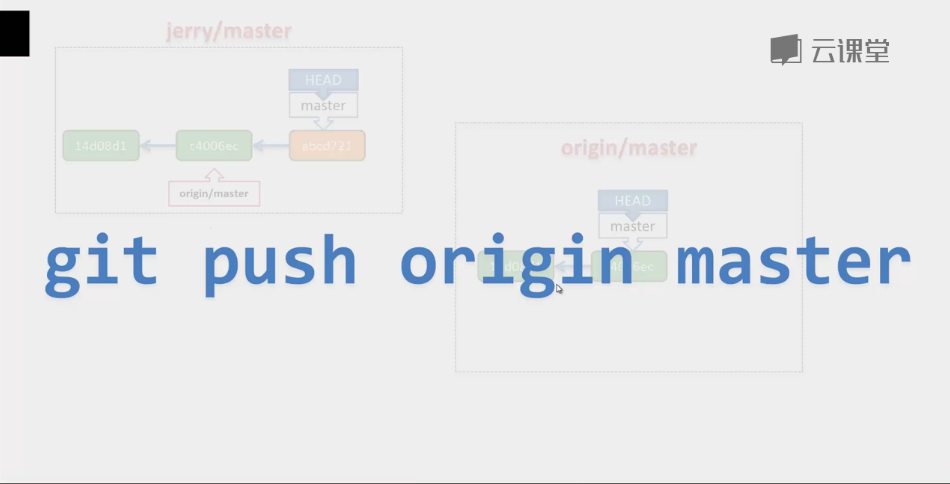 jerry/master
云课堂
HEAD
master
14d08d1
c4006ec
abcd721
origin/master
origin/master
HEAD
master
git push origin master